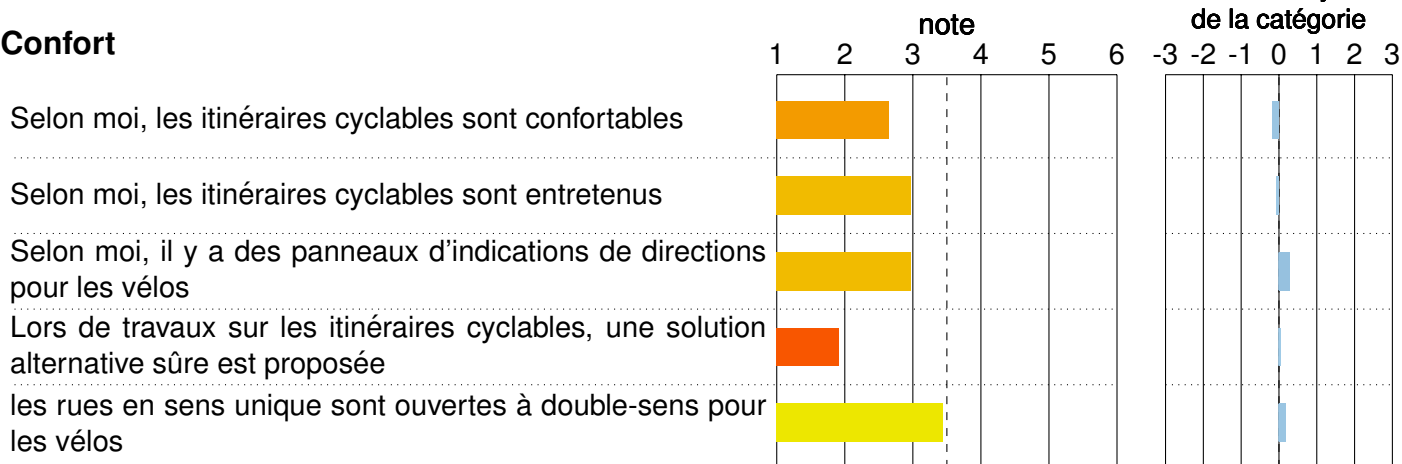 note
de la catégorie
Confort
1 2 3 4 5 6
-3 -2 -1 0 1 2 3
Selon moi, les itinéraires cyclables sont confortables
Selon moi, les itinéraires cyclables sont entretenus
Selon moi, il y a des panneaux d’indications de directions
pour les vélos
Lors de travaux sur les itinéraires cyclables, une solution
alternative sûre est proposée
les rues en sens unique sont ouvertes à double-sens pour
les vélos